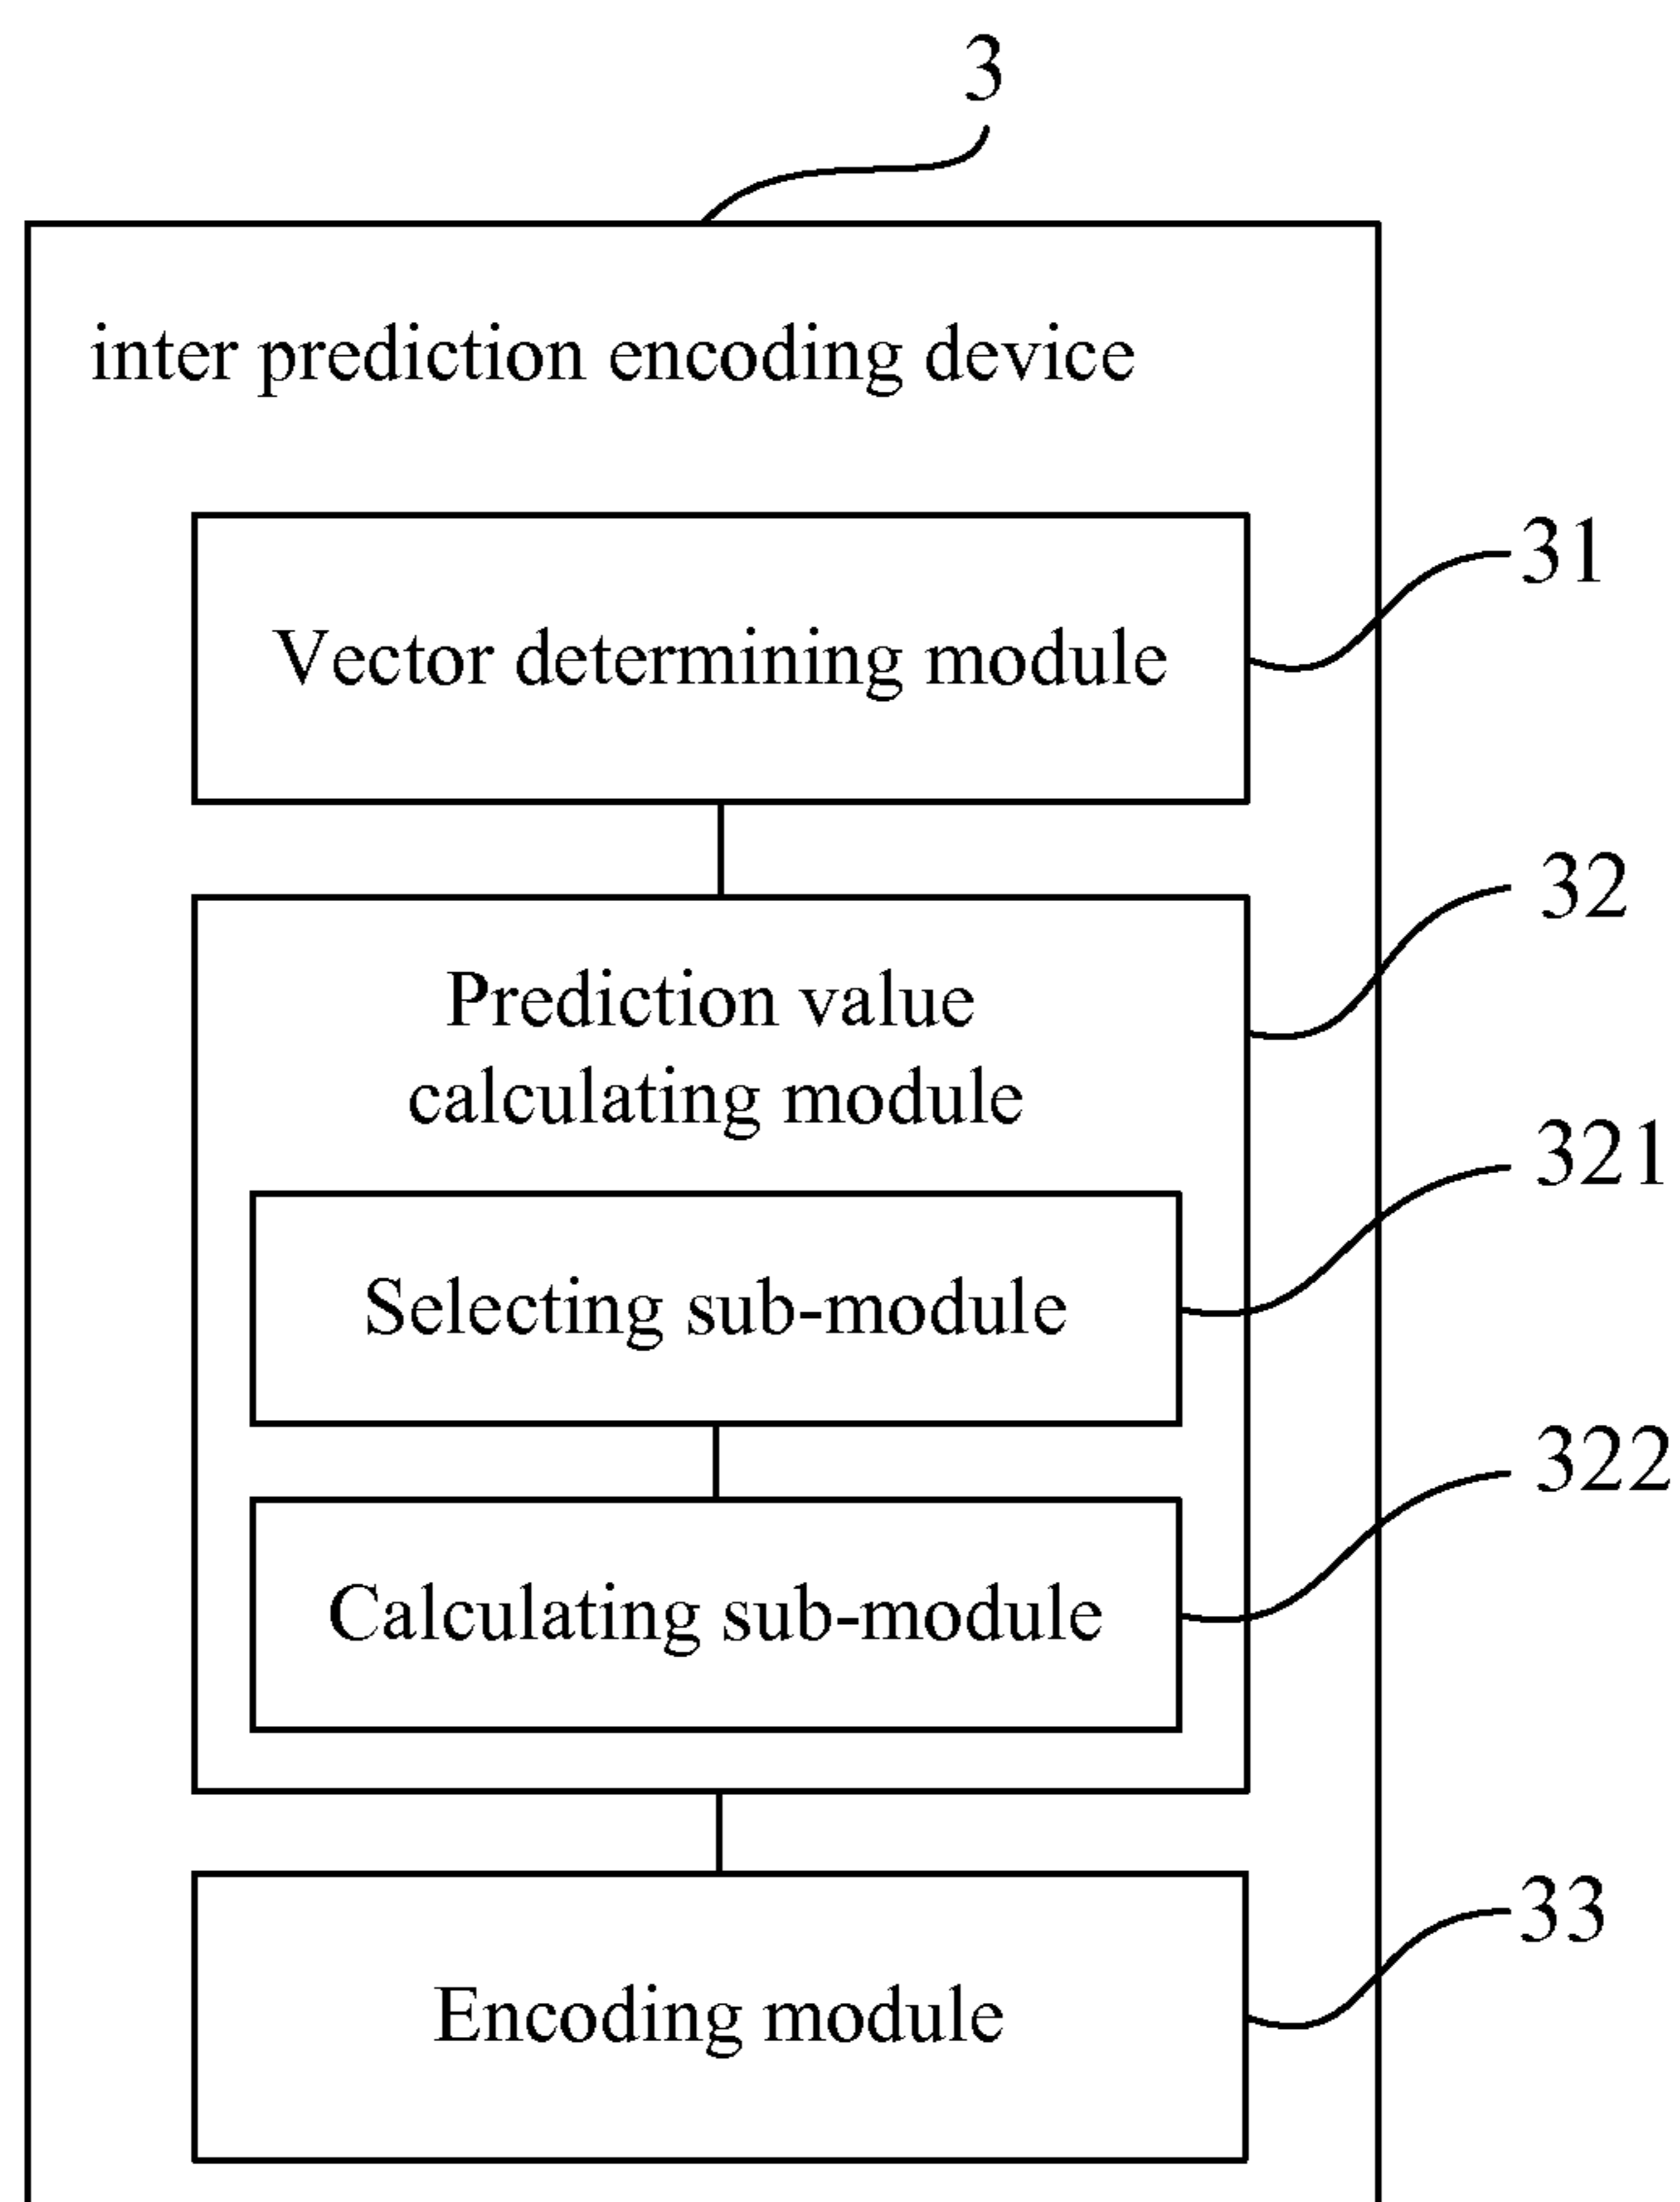 3
inter prediction encoding device
31
Vector determining module
32
Prediction value
calculating module
321
Selecting sub-module
322
Calculating sub-module
33
Encoding module